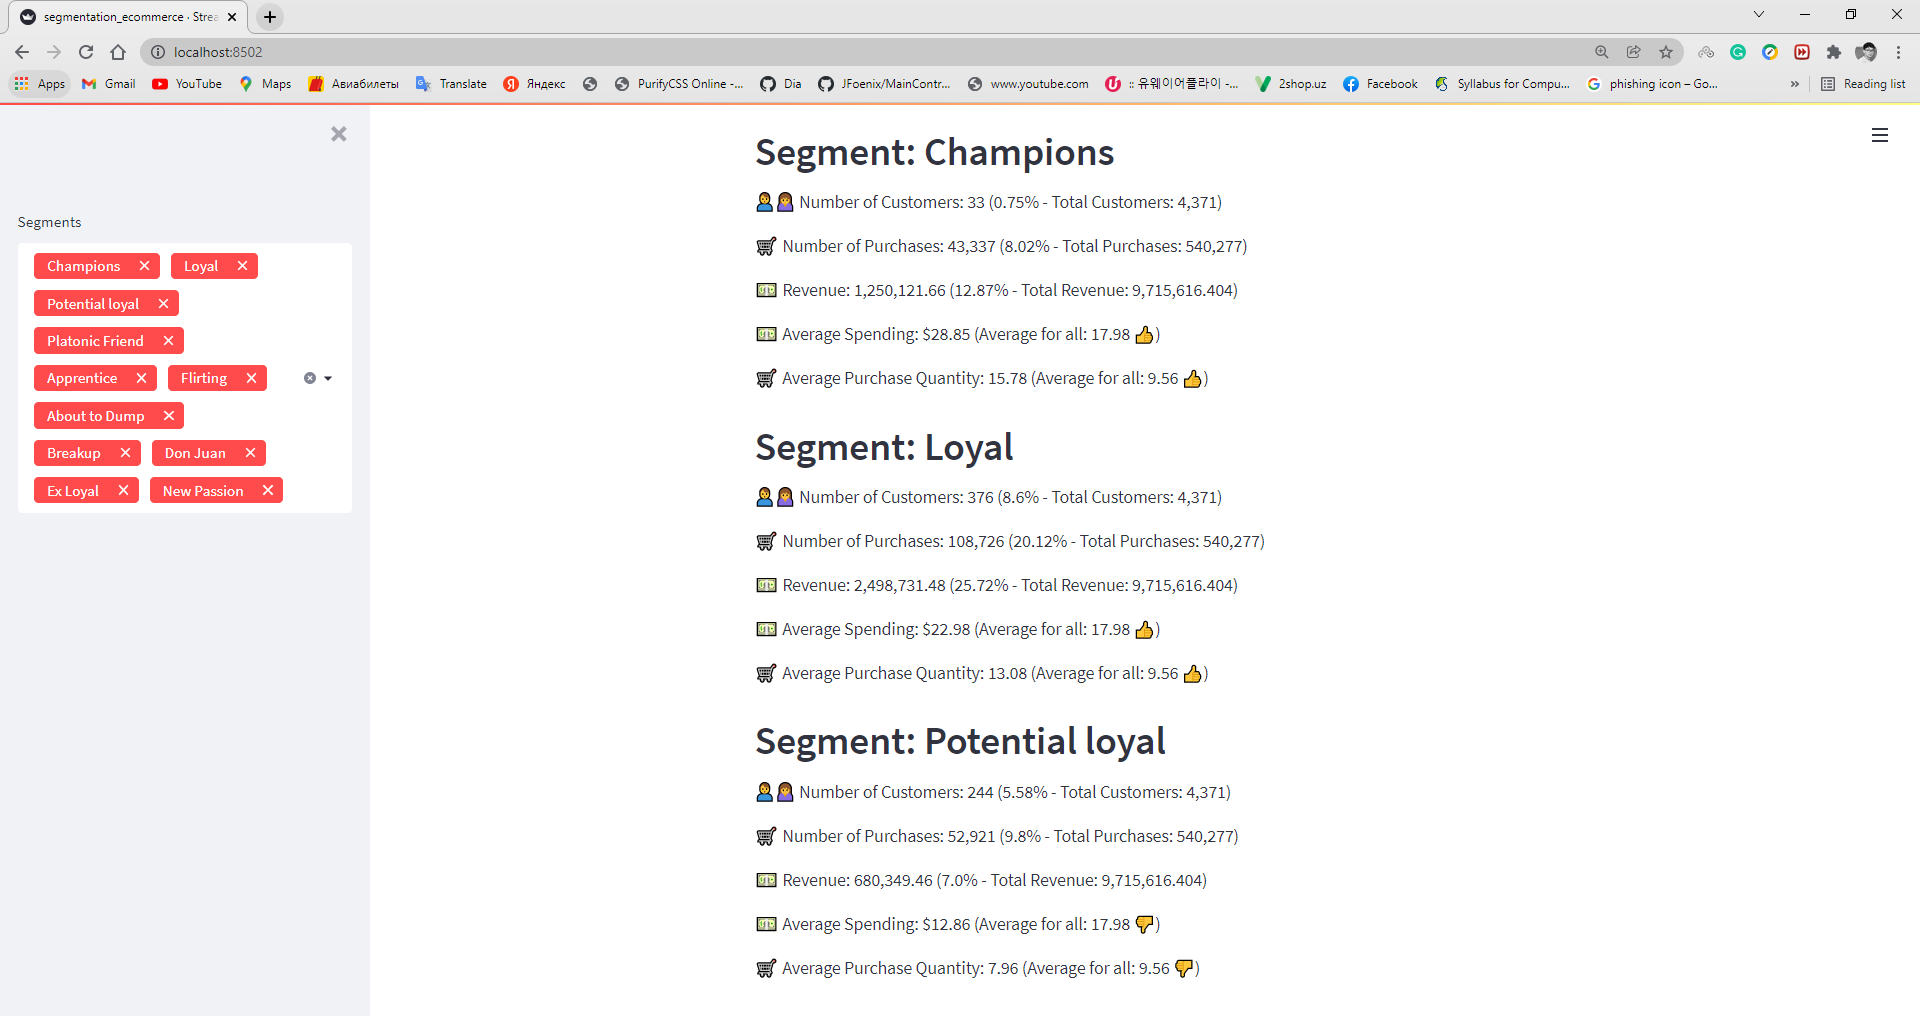 segmentation_ecommerce · Strea
localhost:8502
Apps Gmail YouTube Maps Авиабилеты Translate Яндекс PurifyCSS Online -... Dia JFoenix/MainContr... www.youtube.com :: 유웨이어플라이 -... 2shop.uz Facebook Syllabus for Compu... phishing icon – Go... » Reading list
Segments
Champions Loyal
Potential loyal
Platonic Friend
Apprentice Flirting
About to Dump
Breakup Don Juan
Ex Loyal New Passion
Segment: Champions
Number of Customers: 33 (0.75% - Total Customers: 4,371)
Number of Purchases: 43,337 (8.02% - Total Purchases: 540,277)
Revenue: 1,250,121.66 (12.87% - Total Revenue: 9,715,616.404)
Average Spending: $28.85 (Average for all: 17.98 👍)
Average Purchase Quantity: 15.78 (Average for all: 9.56 👍)
Segment: Loyal
Number of Customers: 376 (8.6% - Total Customers: 4,371)
Number of Purchases: 108,726 (20.12% - Total Purchases: 540,277)
Revenue: 2,498,731.48 (25.72% - Total Revenue: 9,715,616.404)
Average Spending: $22.98 (Average for all: 17.98 👍)
Average Purchase Quantity: 13.08 (Average for all: 9.56 👍)
Segment: Potential loyal
Number of Customers: 244 (5.58% - Total Customers: 4,371)
Number of Purchases: 52,921 (9.8% - Total Purchases: 540,277)
Revenue: 680,349.46 (7.0% - Total Revenue: 9,715,616.404)
Average Spending: $12.86 (Average for all: 17.98 👎)
Average Purchase Quantity: 7.96 (Average for all: 9.56 👎)